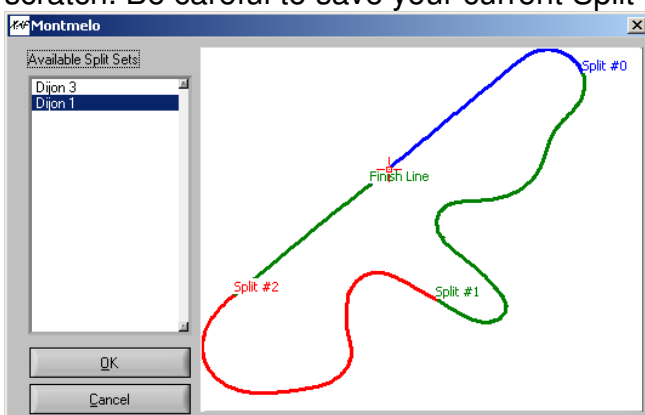 scratch. Be careful to save your current Split
Montmelo
Available Split Sets
Dijon 3
Dijon 1
OK
Cancel
Split #0
Finish Line
Split #1
Split #2